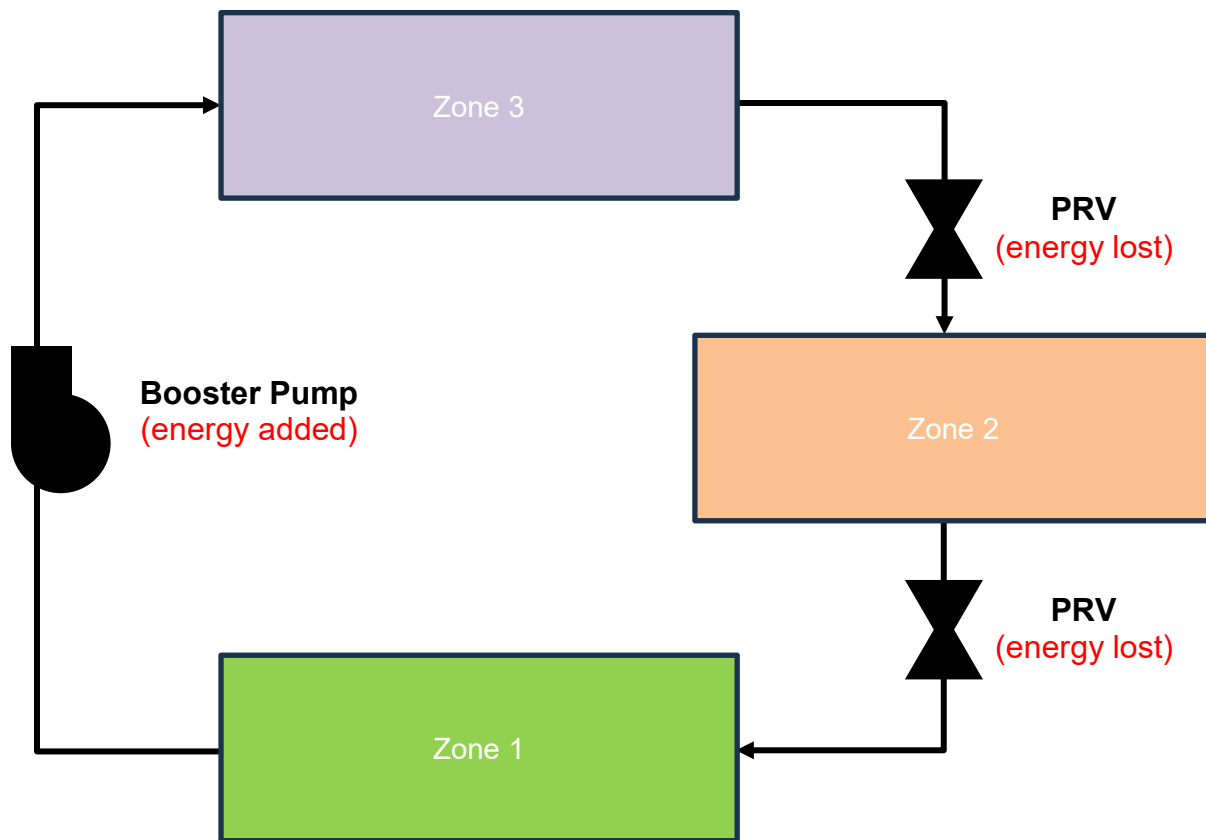 Zone 3
PRV
(energy lost)
Booster Pump
(energy added)
Zone 2
PRV
(energy lost)
Zone 1